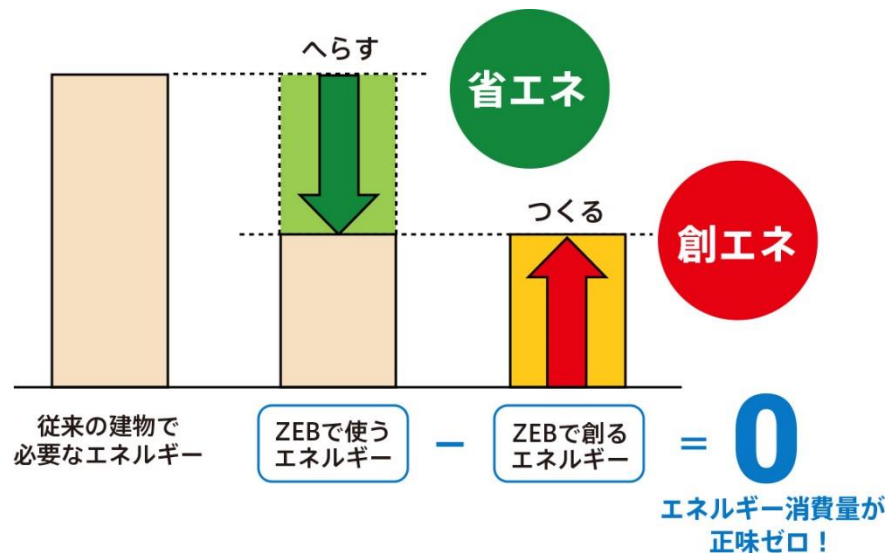 へらす
省エネ
つくる
創エネ
従来の建物で
必要なエネルギー
ZEBで使う
エネルギー
−
ZEBで創る
エネルギー
= 0
エネルギー消費量が
正味ゼロ！